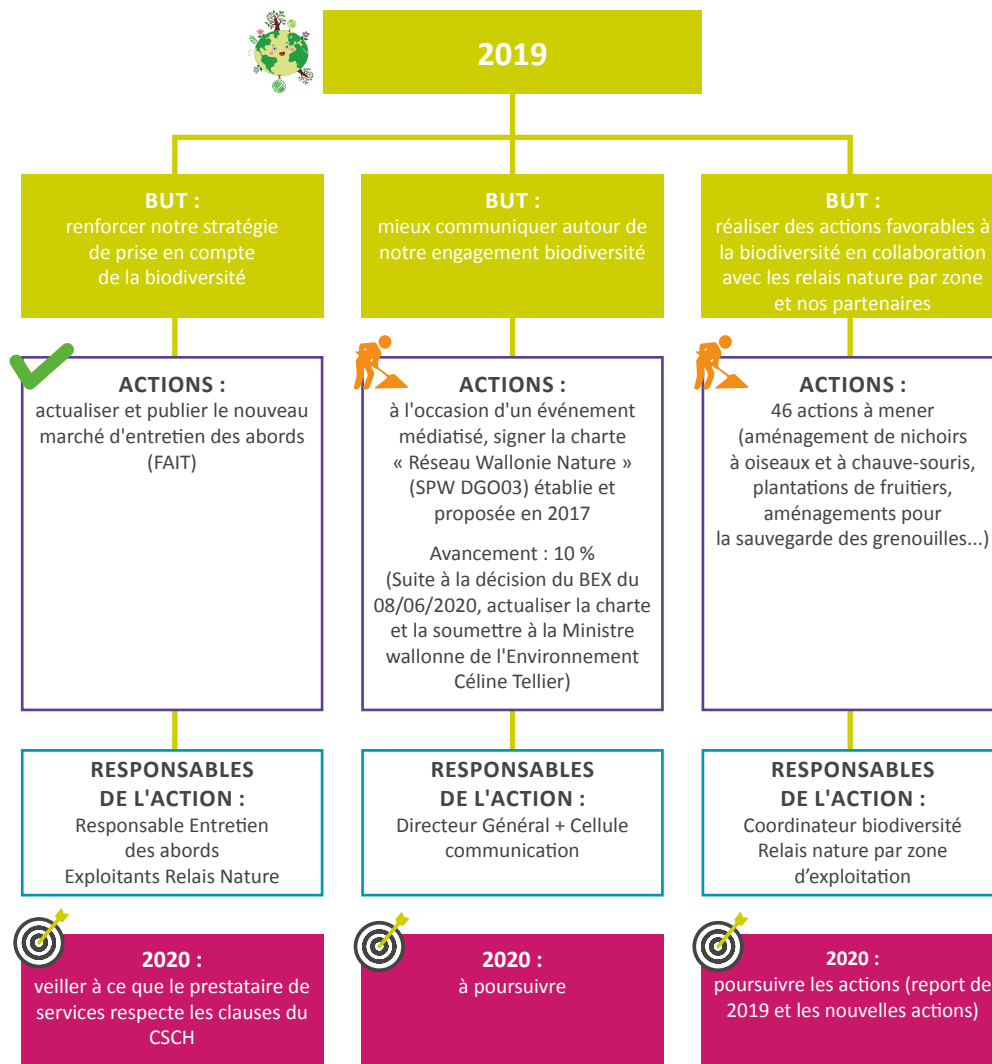 2019
BUT :
renforcer notre stratégie
de prise en compte
de la biodiversité
ACTIONS :
actualiser et publier le nouveau
marché d'entretien des abords
(FAIT)
RESPONSABLES
DE L'ACTION :
Responsable Entretien
des abords
Exploitants Relais Nature
2020 :
veiller à ce que le prestataire de
services respecte les clauses du
CSCH
BUT :
mieux communiquer autour de
notre engagement biodiversité
ACTIONS :
à l'occasion d'un événement
médiatisé, signer la charte
« Réseau Wallonie Nature »
(SPW DGO03) établie et
proposée en 2017
Avancement : 10 %
(Suite à la décision du BEX du
08/06/2020, actualiser la charte
et la soumettre à la Ministre
wallonne de l'Environnement
Céline Tellier)
RESPONSABLES
DE L'ACTION :
Directeur Général + Cellule
communication
2020 :
à poursuivre
BUT :
réaliser des actions favorables à
la biodiversité en collaboration
avec les relais nature par zone
et nos partenaires
ACTIONS :
46 actions à mener
(aménagement de nichoirs
à oiseaux et à chauve-souris,
plantations de fruitiers,
aménagements pour
la sauvegarde des grenouilles...)
RESPONSABLES
DE L'ACTION :
Coordinateur biodiversité
Relais nature par zone
d’exploitation
2020 :
poursuivre les actions (report de
2019 et les nouvelles actions)